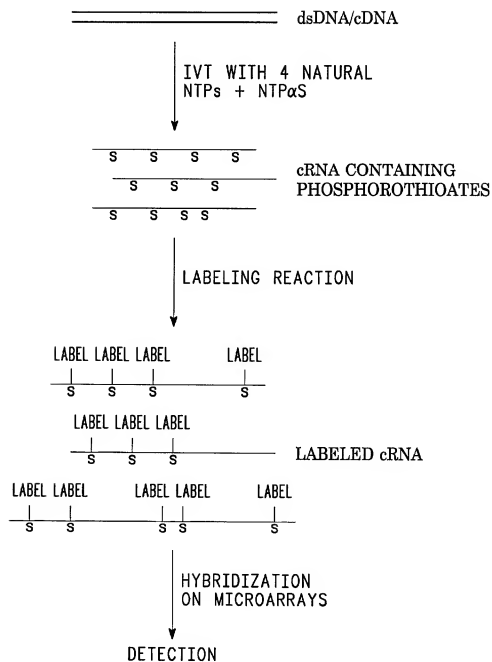 dsDNA/cDNA
IVT WITH 4 NATURAL
NTPs + NTPαS
S S S S
S S S
S S S S
cRNA CONTAINING
PHOSPHOROTHIOATES
LABELING REACTION
LABEL LABEL LABEL LABEL
S S S S
LABEL LABEL LABEL
S S S
LABELED cRNA
LABEL LABEL LABEL LABEL LABEL
S S S S S
HYBRIDIZATION
ON MICROARRAYS
DETECTION